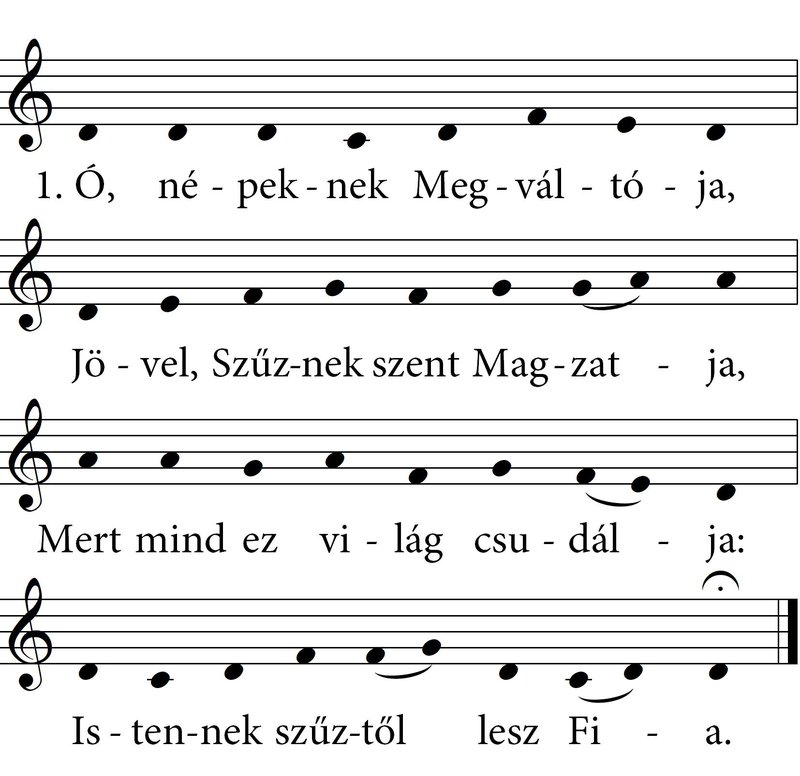 1. Ó, né - pek - nek Meg - vál - tó - ja,
Jö - vel, Szűz-nek szent Mag - zat - ja,
Mert mind ez vi - lág csu - dál - ja:
Is - ten-nek szűz-től lesz Fi - a.